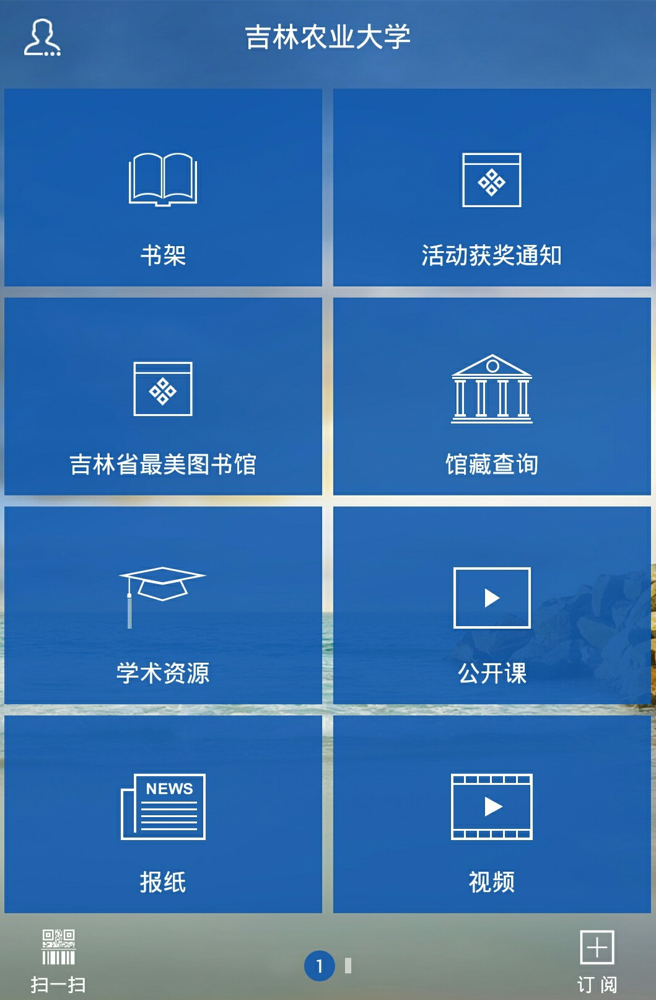 吉林农业大学
书架
活动获奖通知
吉林省最美图书馆
馆藏查询
学术资源
公开课
NEWS
报纸
视频
扫一扫
1
订阅